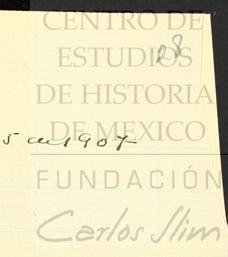 CENTRO DE
ESTUDIOS
28
DE HISTORIA
DE MEXICO
5 de 1907
FUNDACIÓN
Carlos Slim